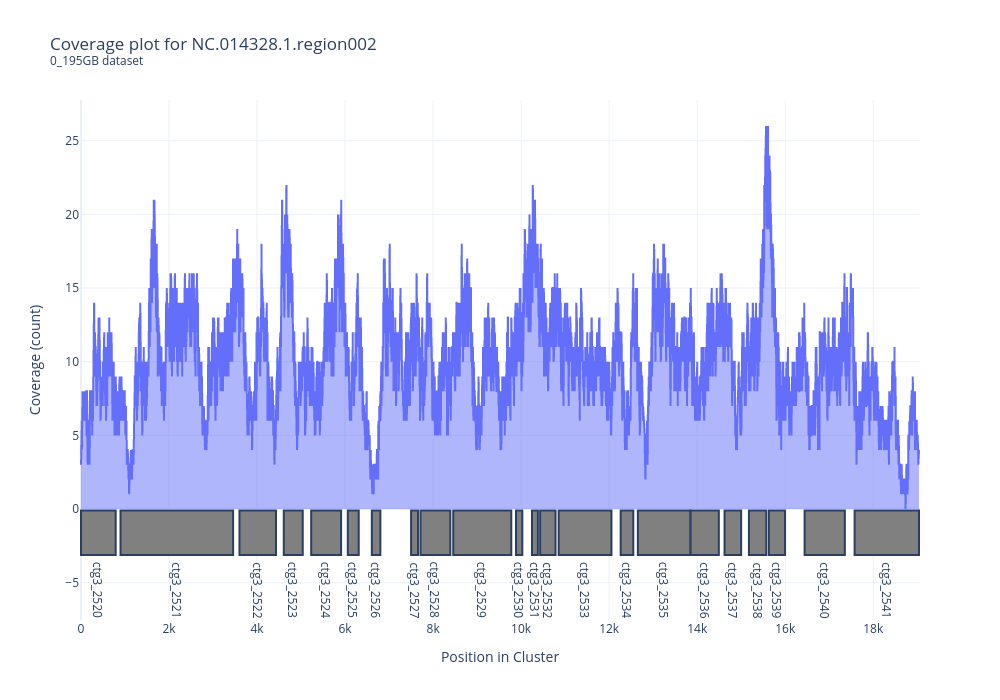 Coverage plot for NC.014328.1.region002
0_195GB dataset
Coverage (count)
25
20
15
10
5
0
−5
ctg3_2520
ctg3_2521
ctg3_2522
ctg3_2523
ctg3_2524
ctg3_2525
ctg3_2526
ctg3_2527
ctg3_2528
ctg3_2529
ctg3_2530
ctg3_2531
ctg3_2532
ctg3_2533
ctg3_2534
ctg3_2535
ctg3_2536
ctg3_2537
ctg3_2538
ctg3_2539
ctg3_2540
ctg3_2541
0 2k 4k 6k 8k 10k 12k 14k 16k 18k
Position in Cluster